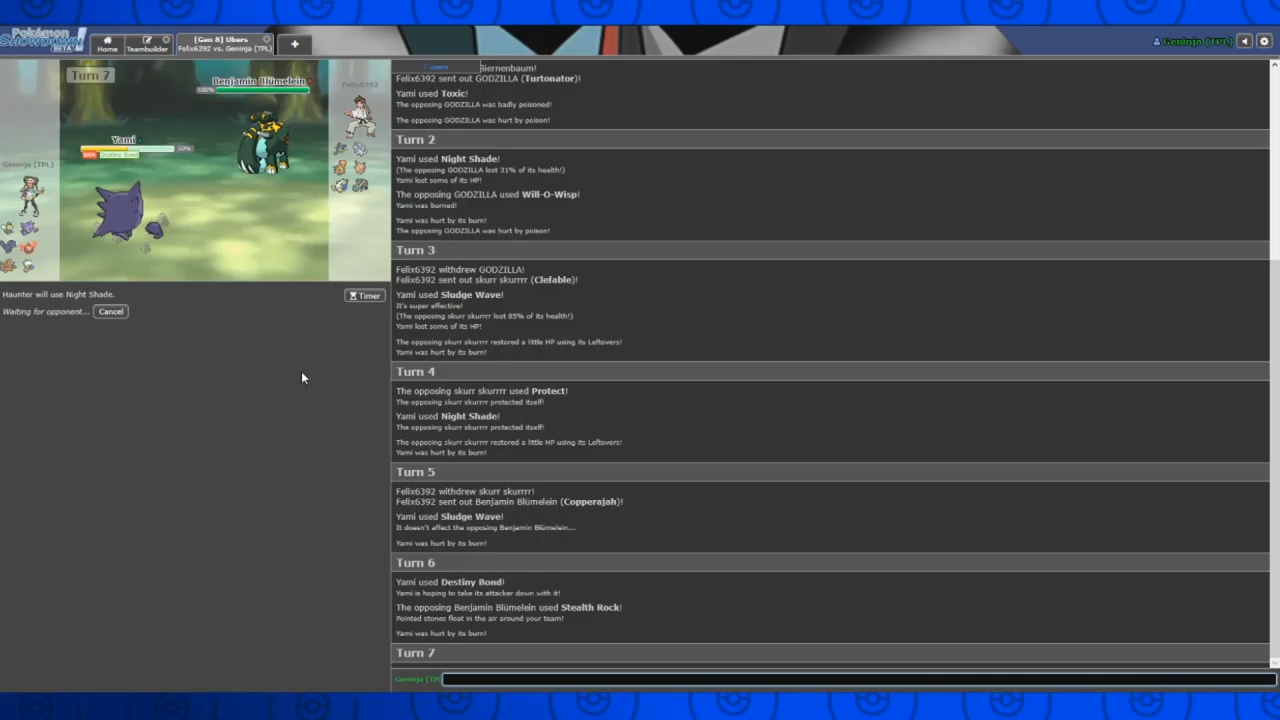 Pokémon
SHOWDOWN!
BETA
Home
Teambuilder
[Gen 8] Ubers
Felix6392 vs. Geninja (TPL)
+
Geninja (TPL)
Turn 7
Benjamin Blümelein
100%
Yami
50%
BRN
Destiny Bond
Felix6392
Geninja [TPL]
Haunter will use Night Shade.
Timer
Waiting for opponent...
Cancel
7 users
Biernenbaum!
Felix6392 sent out GODZILLA (Turtonator)!
Yami used Toxic!
The opposing GODZILLA was badly poisoned!
The opposing GODZILLA was hurt by poison!
Turn 2
Yami used Night Shade!
(The opposing GODZILLA lost 31% of its health!)
Yami lost some of its HP!
The opposing GODZILLA used Will-O-Wisp!
Yami was burned!
Yami was hurt by its burn!
The opposing GODZILLA was hurt by poison!
Turn 3
Felix6392 withdrew GODZILLA!
Felix6392 sent out skurr skurrrr (Clefable)!
Yami used Sludge Wave!
It's super effective!
(The opposing skurr skurrrr lost 85% of its health!)
Yami lost some of its HP!
The opposing skurr skurrrr restored a little HP using its Leftovers!
Yami was hurt by its burn!
Turn 4
The opposing skurr skurrrr used Protect!
The opposing skurr skurrrr protected itself!
Yami used Night Shade!
The opposing skurr skurrrr protected itself!
The opposing skurr skurrrr restored a little HP using its Leftovers!
Yami was hurt by its burn!
Turn 5
Felix6392 withdrew skurr skurrrr!
Felix6392 sent out Benjamin Blümelein (Copperajah)!
Yami used Sludge Wave!
It doesn't affect the opposing Benjamin Blümelein...
Yami was hurt by its burn!
Turn 6
Yami used Destiny Bond!
Yami is hoping to take its attacker down with it!
The opposing Benjamin Blümelein used Stealth Rock!
Pointed stones float in the air around your team!
Yami was hurt by its burn!
Turn 7
Geninja [TPL